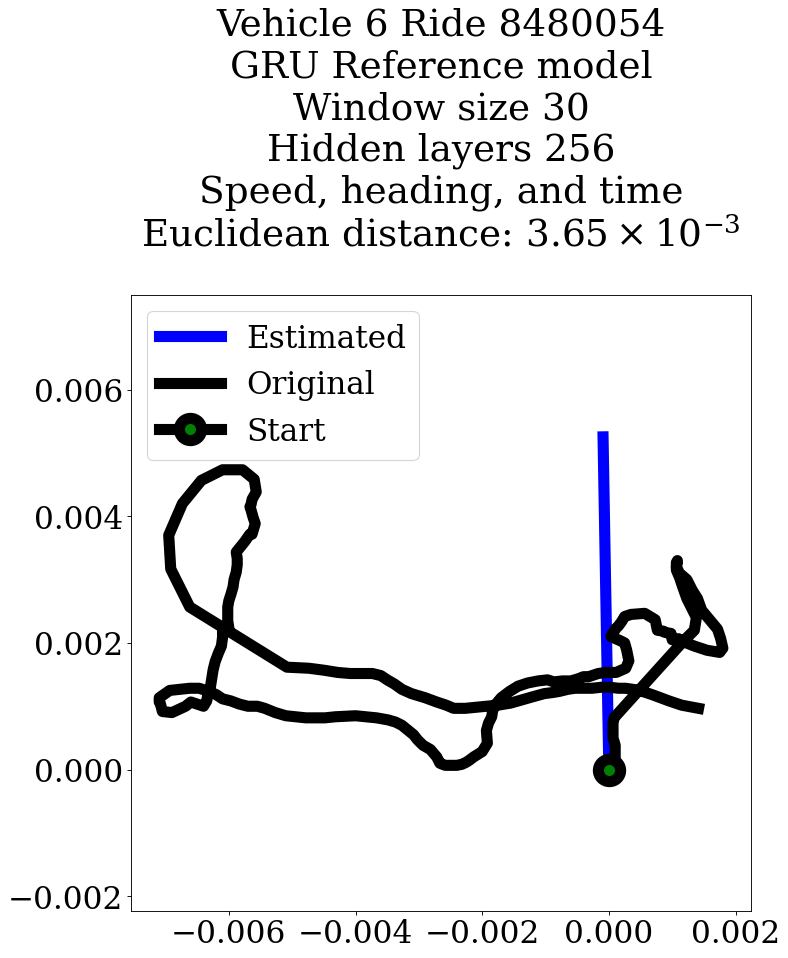 Vehicle 6 Ride 8480054
GRU Reference model
Window size 30
Hidden layers 256
Speed, heading, and time
Euclidean distance: 3.65 × 10⁻³
Estimated
Original
Start
0.006
0.004
0.002
0.000
−0.002
−0.006
−0.004
−0.002
0.000
0.002